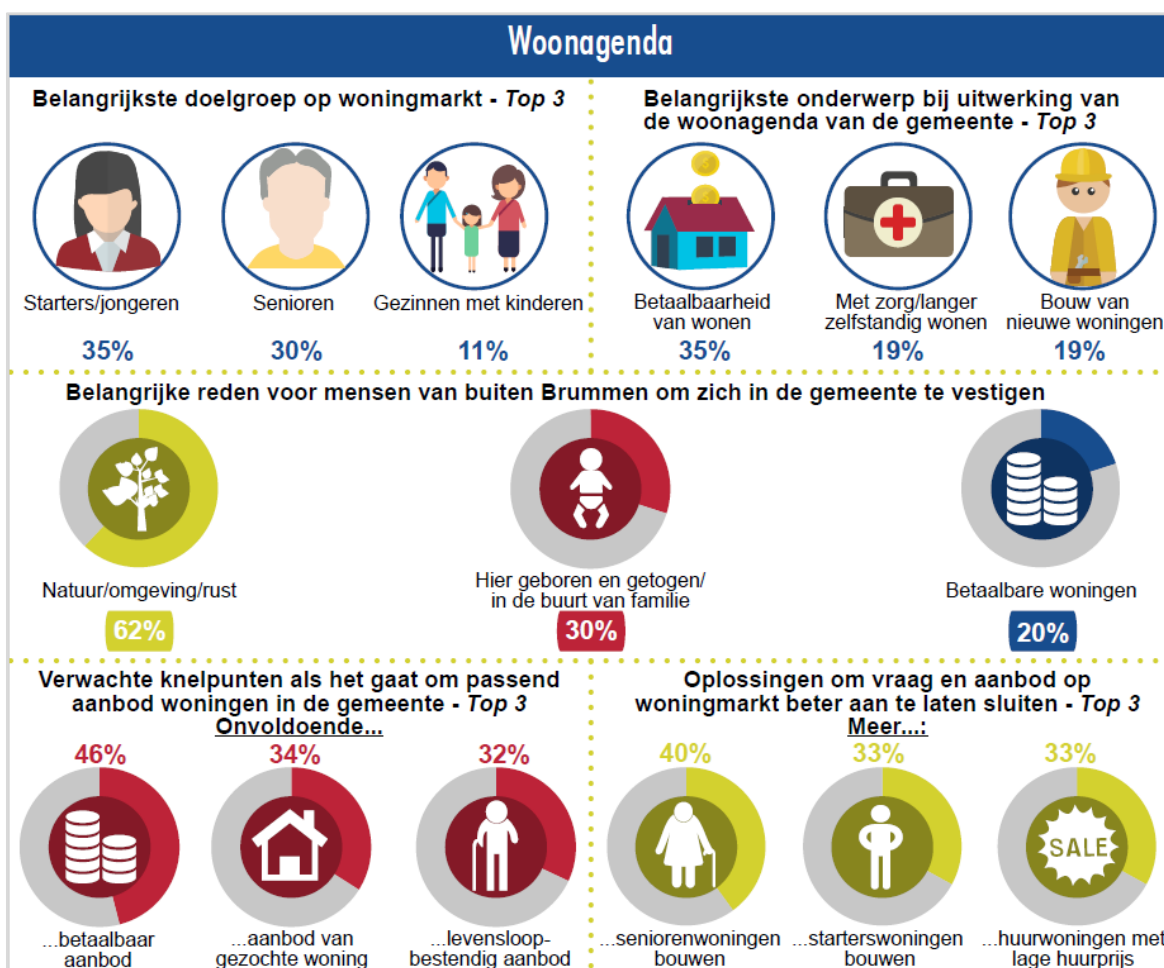 Woonagenda
Belangrijkste doelgroep op woningmarkt - Top 3
Starters/jongeren
35%
Senioren
30%
Gezinnen met kinderen
11%
Belangrijkste onderwerp bij uitwerking van
de woonagenda van de gemeente - Top 3
Betaalbaarheid
van wonen
35%
Met zorg/langer
zelfstandig wonen
19%
Bouw van
nieuwe woningen
19%
Belangrijke reden voor mensen van buiten Brummen om zich in de gemeente te vestigen
Natuur/omgeving/rust
62%
Hier geboren en getogen/
in de buurt van familie
30%
Betaalbare woningen
20%
Verwachte knelpunten als het gaat om passend
aanbod woningen in de gemeente - Top 3
Onvoldoende...
46%
...betaalbaar
aanbod
34%
...aanbod van
gezochte woning
32%
...levensloop-
bestendig aanbod
Oplossingen om vraag en aanbod op
woningmarkt beter aan te laten sluiten - Top 3
Meer...:
40%
...seniorenwoningen
bouwen
33%
...starterswoningen
bouwen
33%
SALE
...huurwoningen met
lage huurprijs